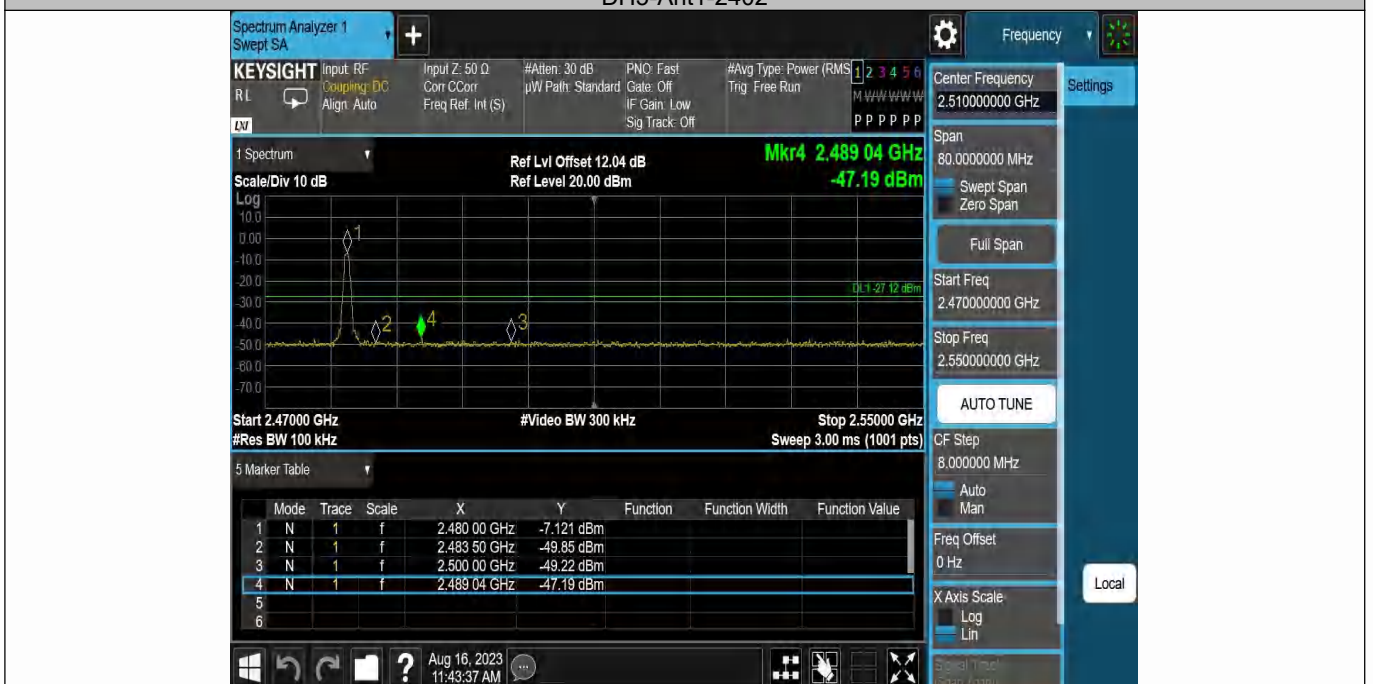 DH5-Ant1-2402
Spectrum Analyzer 1
Swept SA
+
Frequency
KEYSIGHT
RL
LXI
Input: RF
Coupling: DC
Align: Auto
Input Z: 50 Ω
Corr CCorr
Freq Ref: Int (S)
#Atten: 30 dB
µW Path: Standard
PNO: Fast
Gate: Off
IF Gain: Low
Sig Track: Off
#Avg Type: Power (RMS
Trig: Free Run
1 2 3 4 5 6
M W W W W W
P P P P P P
1 Spectrum
Scale/Div 10 dB
Ref Lvl Offset 12.04 dB
Ref Level 20.00 dBm
Mkr4 2.489 04 GHz
-47.19 dBm
Log
10.0
0.00
-10.0
-20.0
-30.0
-40.0
-50.0
-60.0
-70.0
1
2
4
3
DL1 -27.12 dBm
Start 2.47000 GHz
#Res BW 100 kHz
#Video BW 300 kHz
Stop 2.55000 GHz
Sweep 3.00 ms (1001 pts)
5 Marker Table
Mode Trace Scale X Y Function Function Width Function Value
1 N 1 f 2.480 00 GHz -7.121 dBm
2 N 1 f 2.483 50 GHz -49.85 dBm
3 N 1 f 2.500 00 GHz -49.22 dBm
4 N 1 f 2.489 04 GHz -47.19 dBm
5
6
Aug 16, 2023
11:43:37 AM
?
Center Frequency
2.510000000 GHz
Settings
Span
80.0000000 MHz
Swept Span
Zero Span
Full Span
Start Freq
2.470000000 GHz
Stop Freq
2.550000000 GHz
AUTO TUNE
CF Step
8.000000 MHz
Auto
Man
Freq Offset
0 Hz
X Axis Scale
Log
Lin
Local
Signal Track